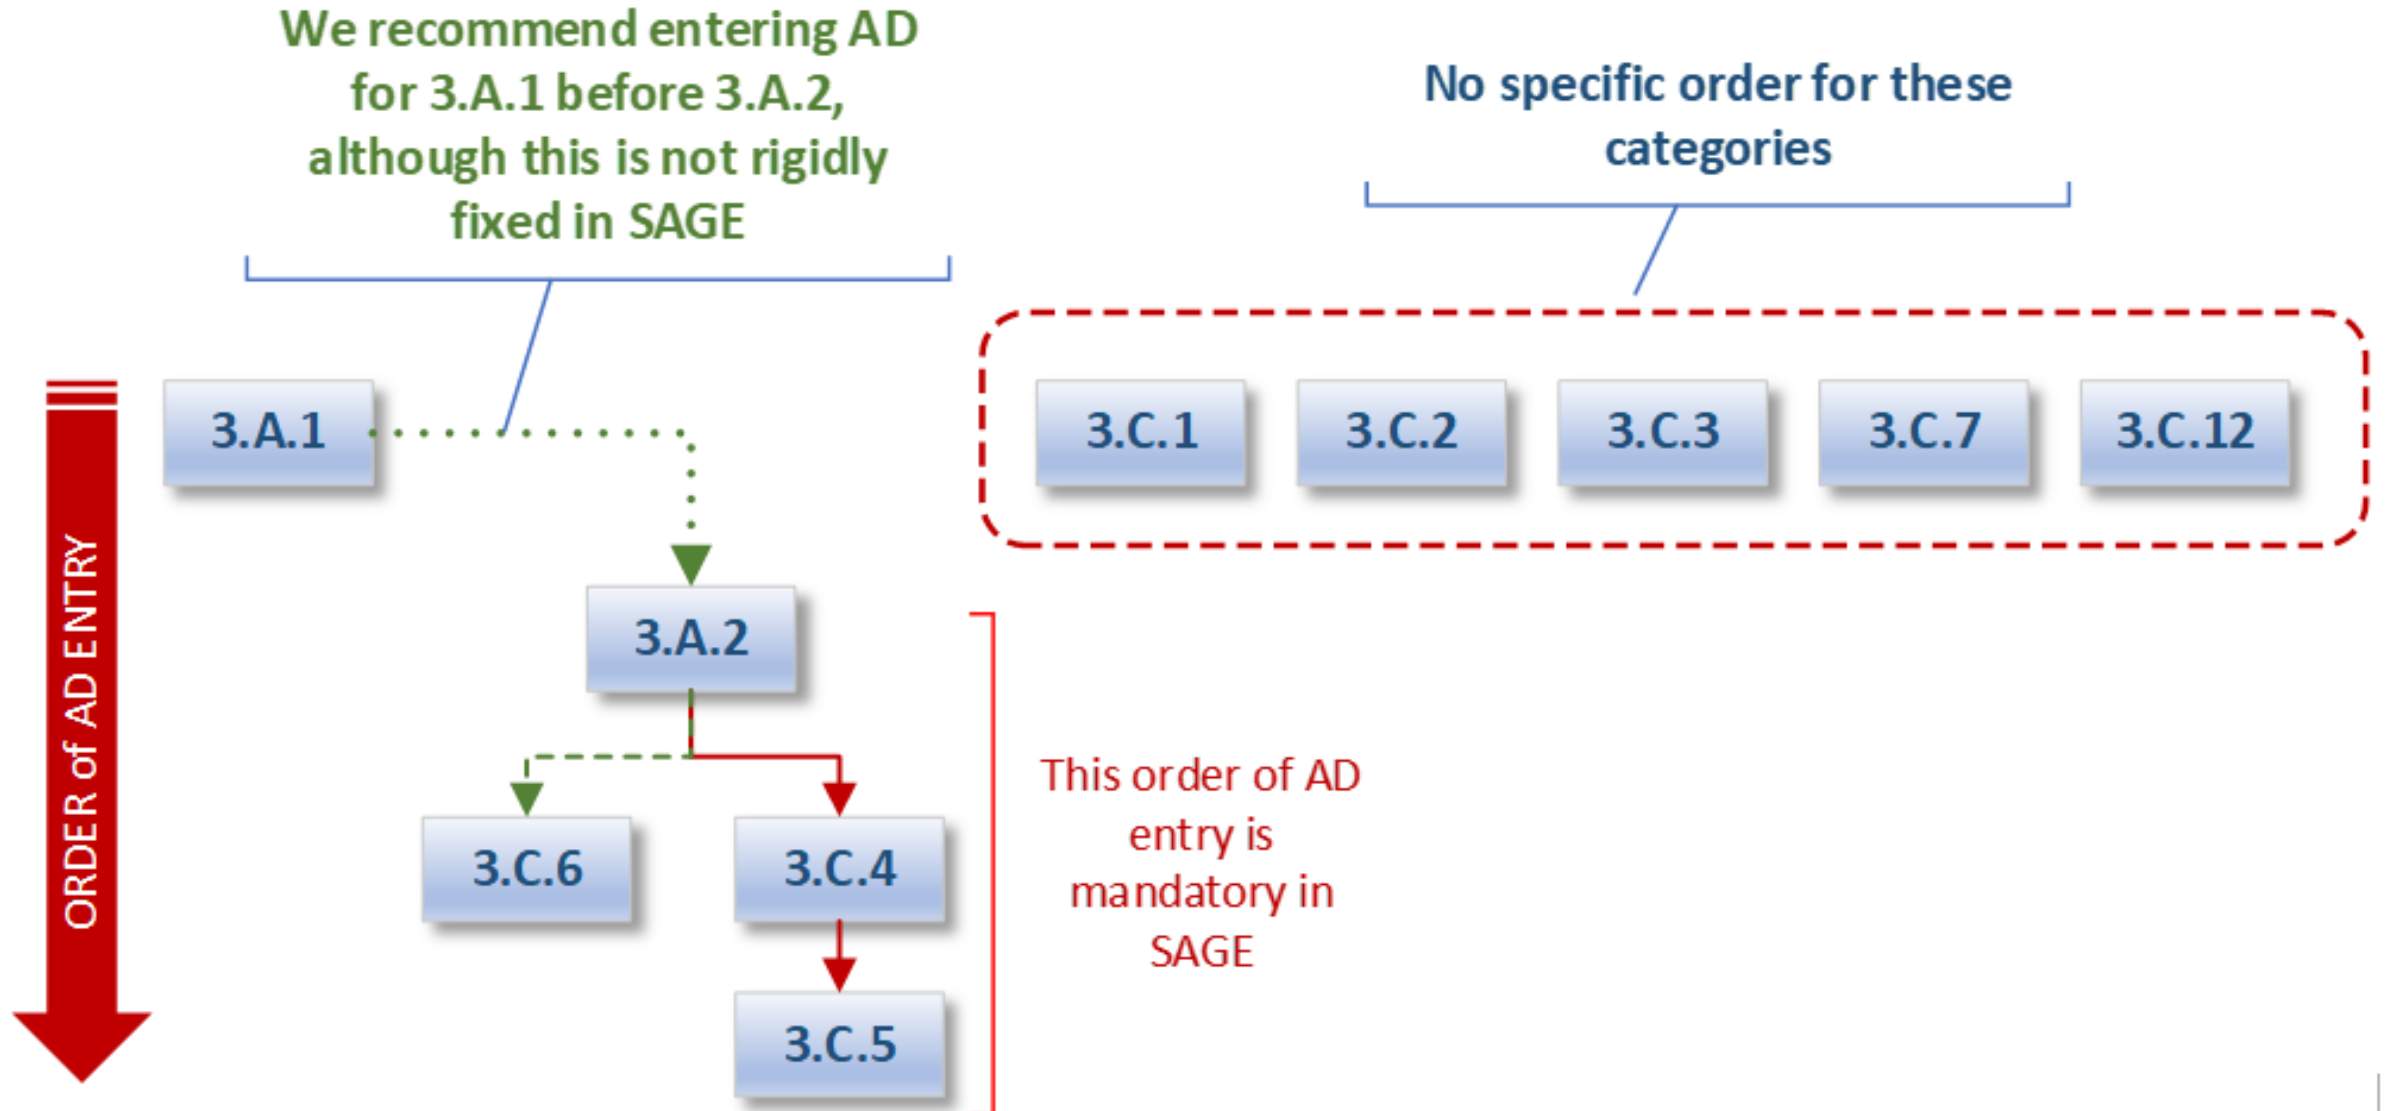 We recommend entering AD
for 3.A.1 before 3.A.2,
although this is not rigidly
fixed in SAGE
No specific order for these
categories
ORDER of AD ENTRY
3.A.1
3.C.1
3.C.2
3.C.3
3.C.7
3.C.12
3.A.2
3.C.6
3.C.4
3.C.5
This order of AD
entry is
mandatory in
SAGE